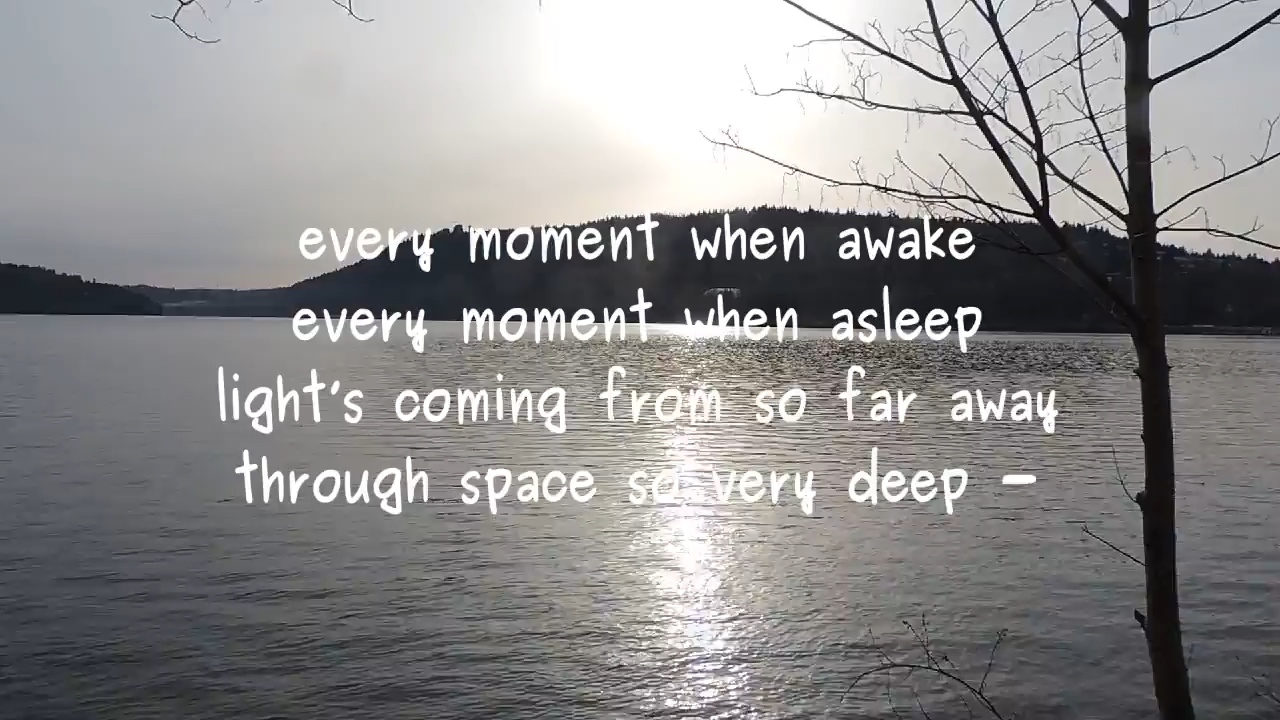 every moment when awake
every moment when asleep
light's coming from so far away
through space so very deep –